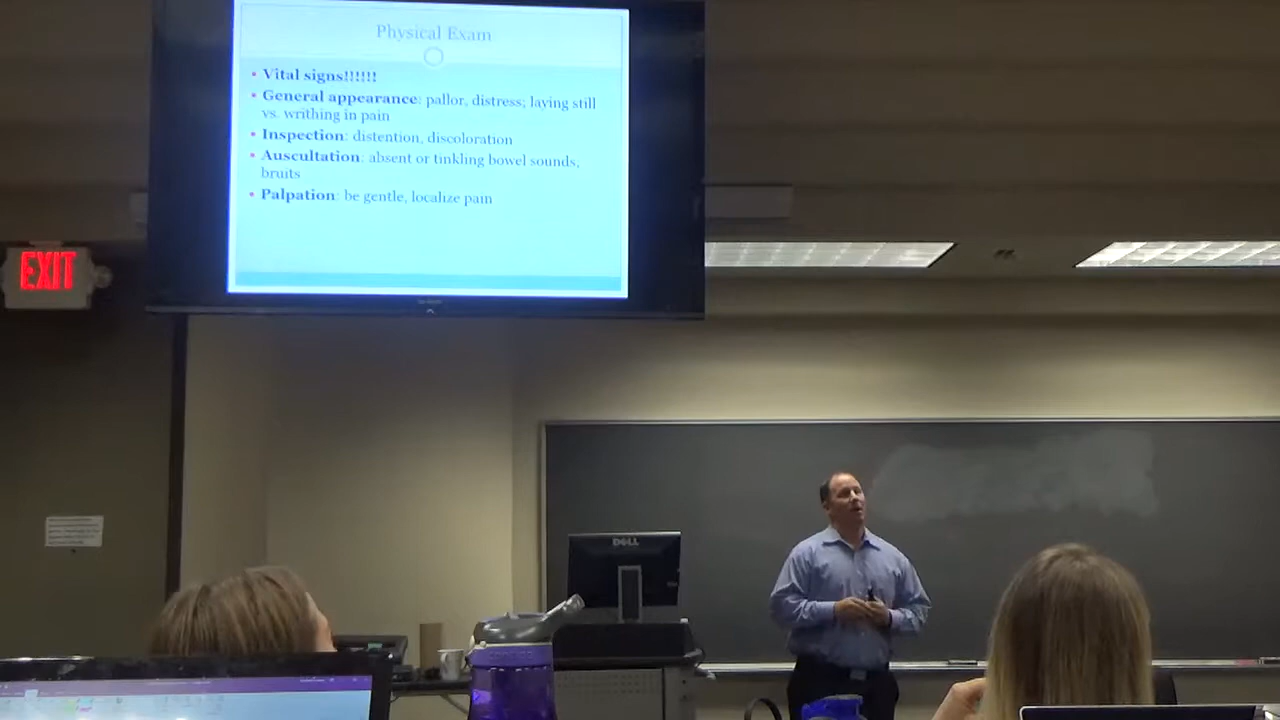 Physical Exam
• Vital signs!!!!!!
• General appearance: pallor, distress; laying still
vs. writhing in pain
• Inspection: distention, discoloration
• Auscultation: absent or tinkling bowel sounds,
bruits
• Palpation: be gentle, localize pain
EXIT
DELL